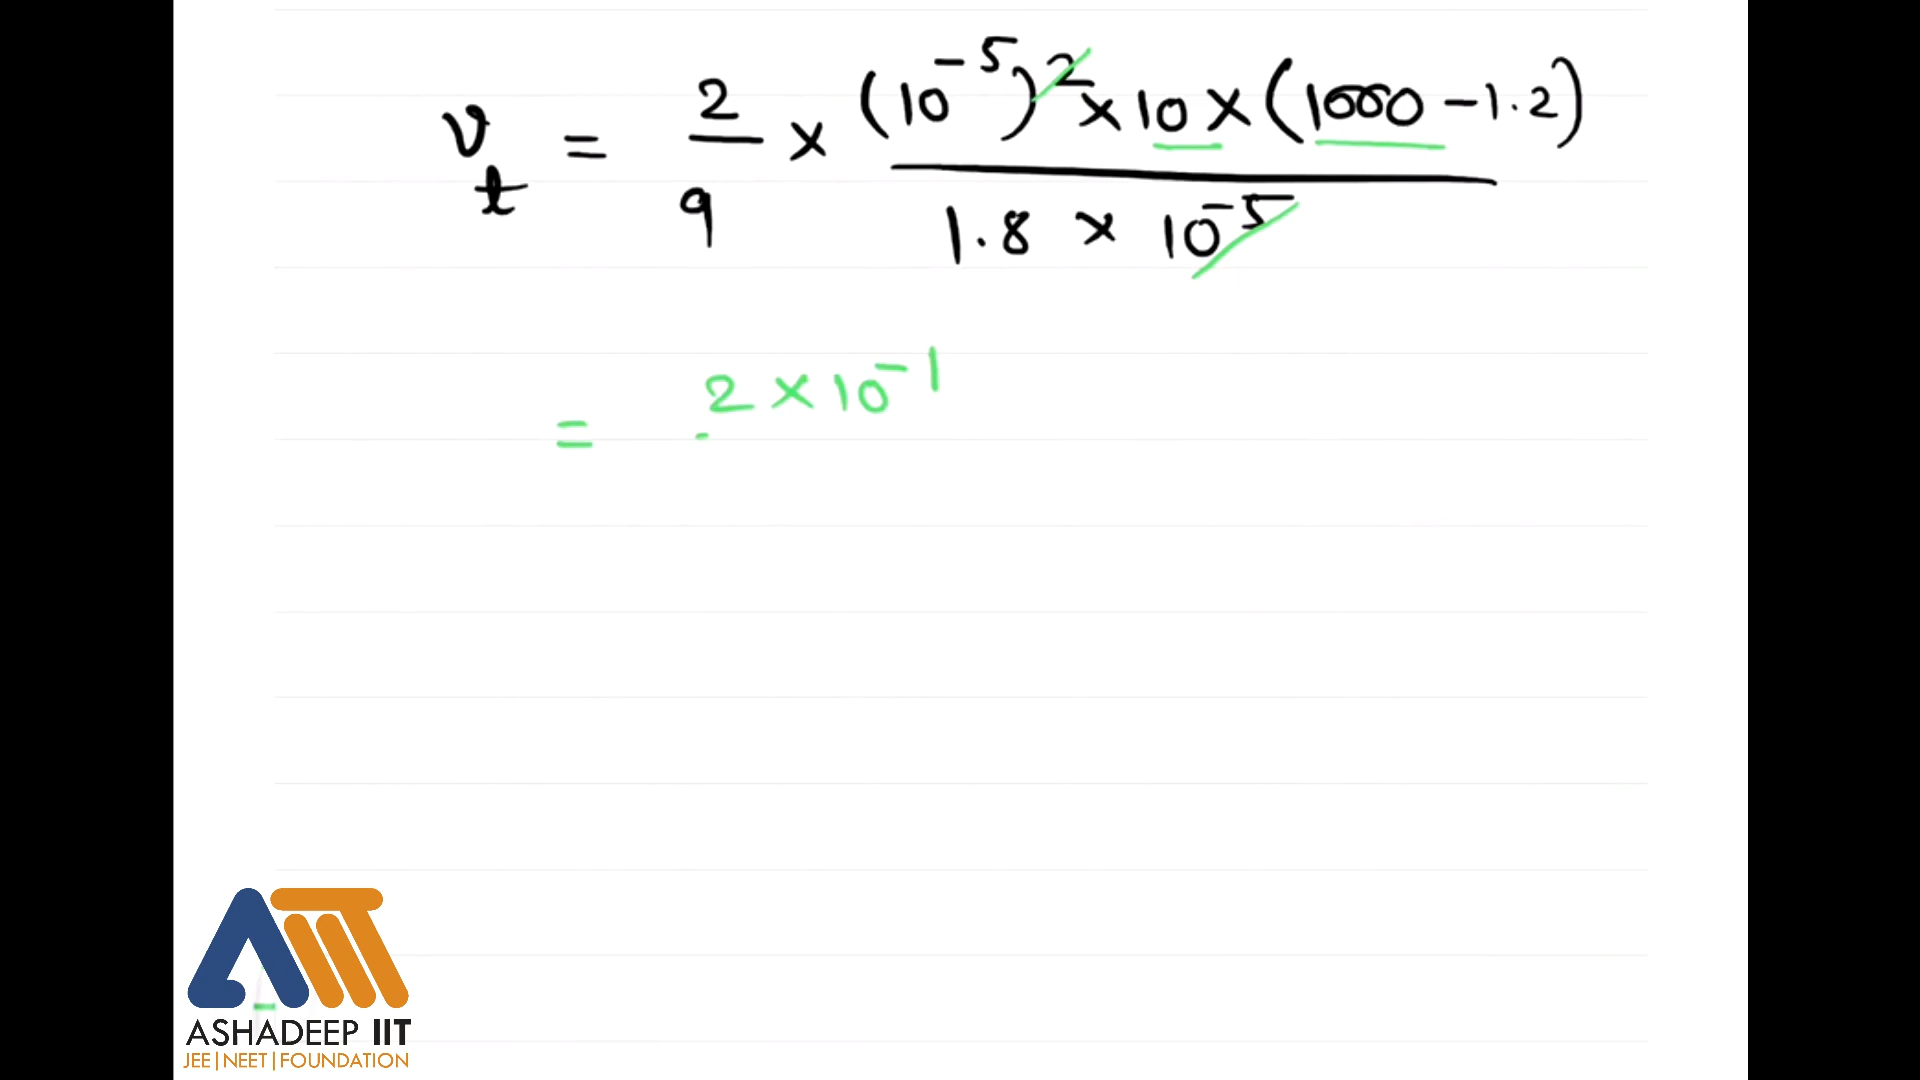 v_t = 2/9 × (10^-5)^2 × 10 × (1000 - 1.2) / 1.8 × 10^-5
= 2 × 10^-1
ASHADEEP IIT
JEE|NEET|FOUNDATION